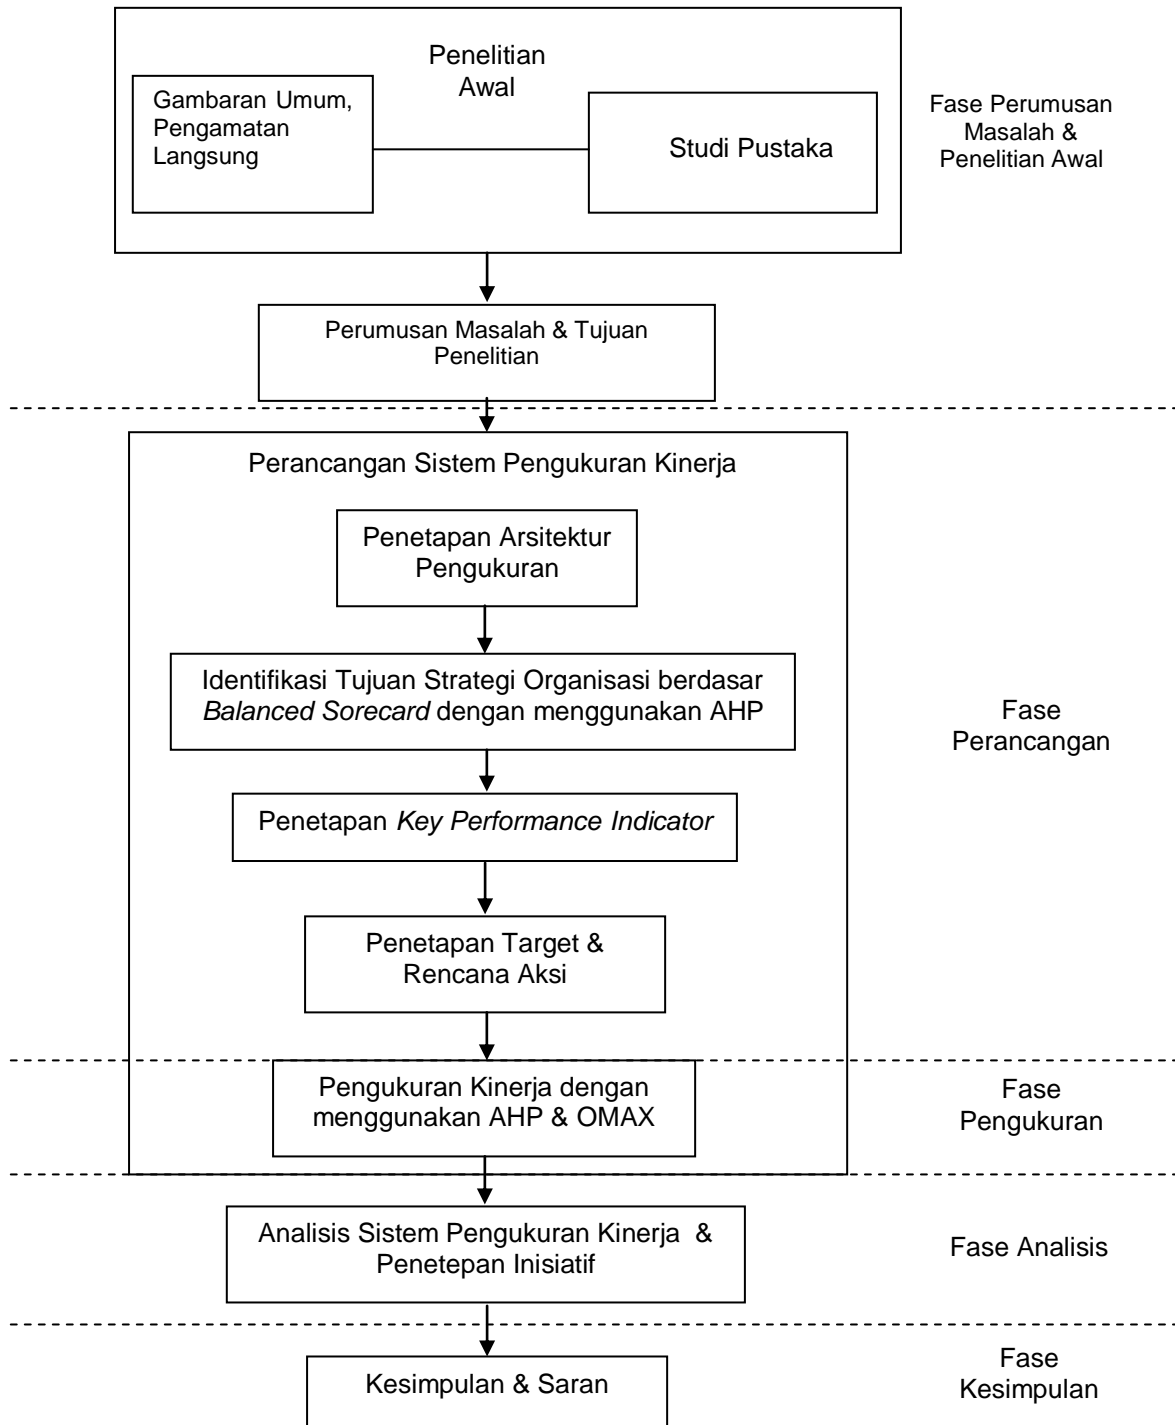 Penelitian
Awal
Gambaran Umum,
Pengamatan
Langsung
Studi Pustaka
Fase Perumusan
Masalah &
Penelitian Awal
Perumusan Masalah & Tujuan
Penelitian
Perancangan Sistem Pengukuran Kinerja
Penetapan Arsitektur
Pengukuran
Identifikasi Tujuan Strategi Organisasi berdasar
Balanced Sorecard dengan menggunakan AHP
Penetapan Key Performance Indicator
Penetapan Target &
Rencana Aksi
Fase
Perancangan
Pengukuran Kinerja dengan
menggunakan AHP & OMAX
Fase
Pengukuran
Analisis Sistem Pengukuran Kinerja &
Penetepan Inisiatif
Fase Analisis
Kesimpulan & Saran
Fase
Kesimpulan